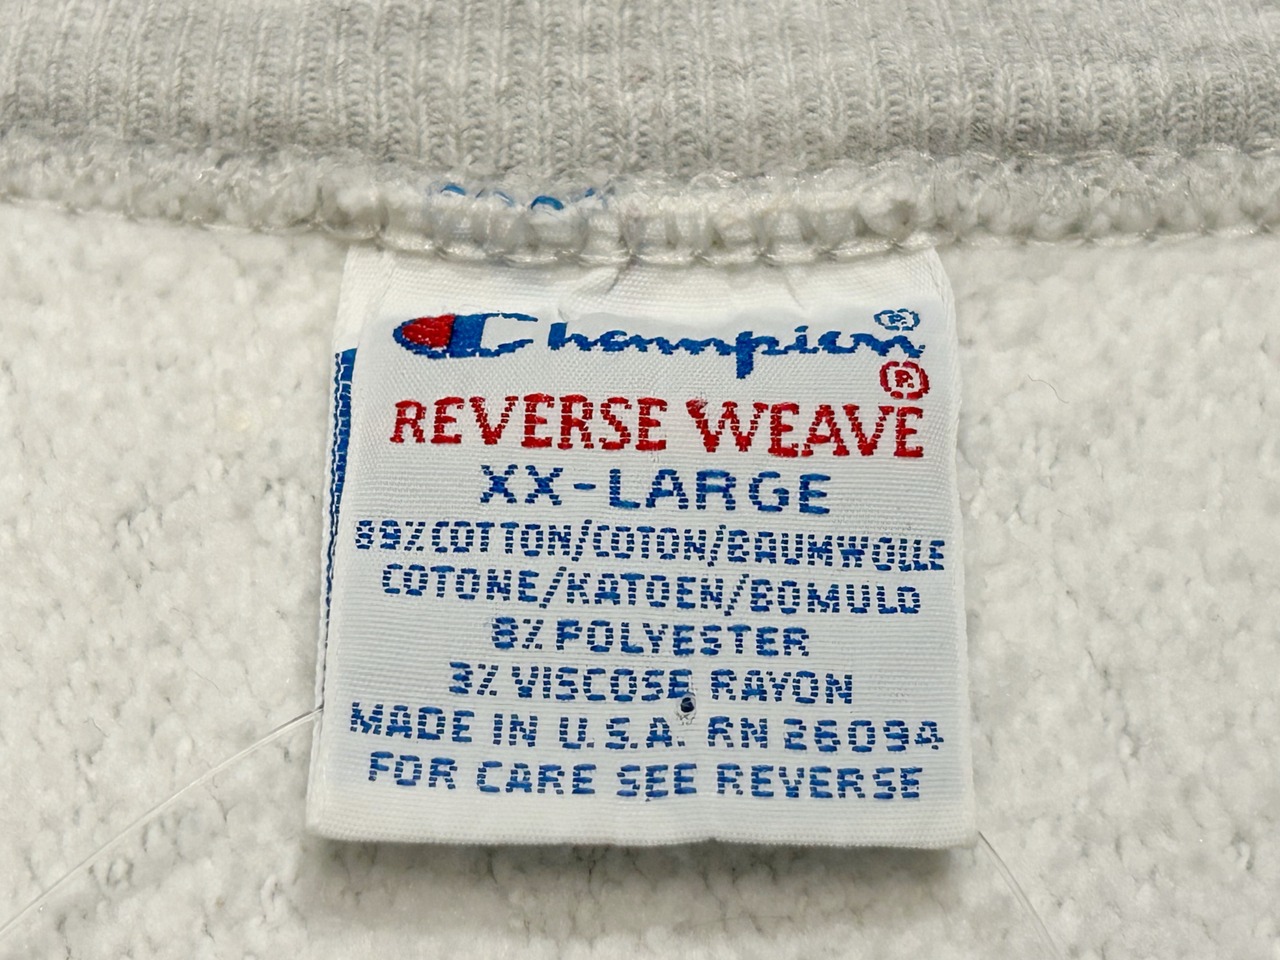 Champion®
REVERSE WEAVE®
XX-LARGE
89% COTTON/COTON/BAUMWOLLE
COTONE/KATOEN/BOMULD
8% POLYESTER
3% VISCOSE RAYON
MADE IN U.S.A. RN 26094
FOR CARE SEE REVERSE